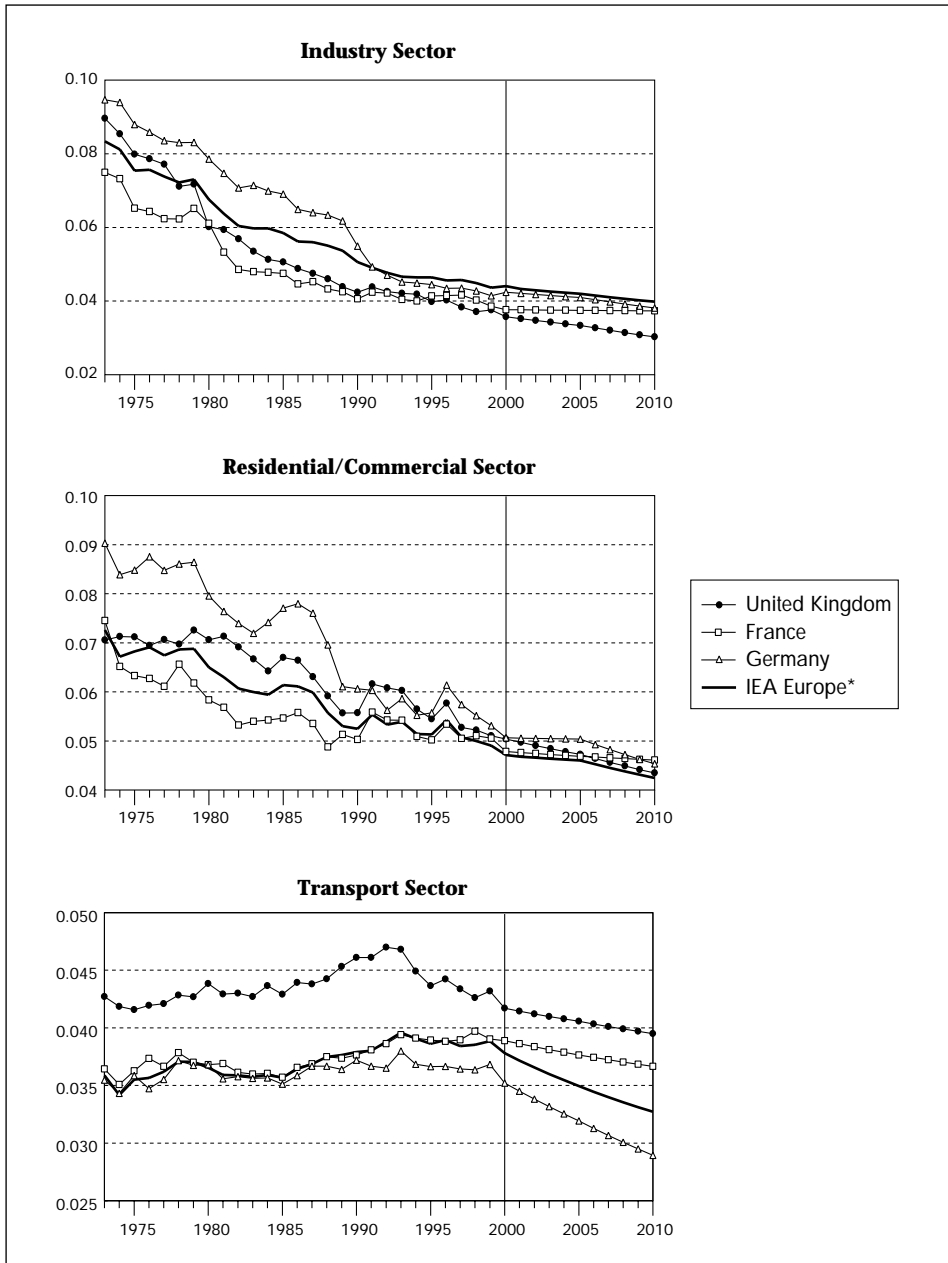 Industry Sector
0.10
0.08
0.06
0.04
0.02
1975 1980 1985 1990 1995 2000 2005 2010
Residential/Commercial Sector
0.10
0.09
0.08
0.07
0.06
0.05
0.04
1975 1980 1985 1990 1995 2000 2005 2010
United Kingdom
France
Germany
IEA Europe*
Transport Sector
0.050
0.045
0.040
0.035
0.030
0.025
1975 1980 1985 1990 1995 2000 2005 2010